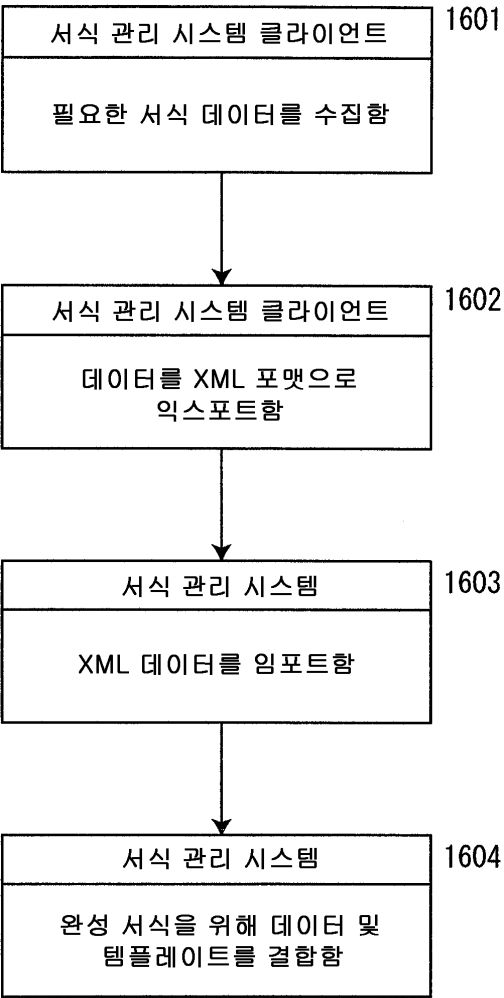 서식 관리 시스템 클라이언트
1601
필요한 서식 데이터를 수집함
서식 관리 시스템 클라이언트
1602
데이터를 XML 포맷으로
익스포트함
서식 관리 시스템
1603
XML 데이터를 임포트함
서식 관리 시스템
1604
완성 서식을 위해 데이터 및
템플레이트를 결합함